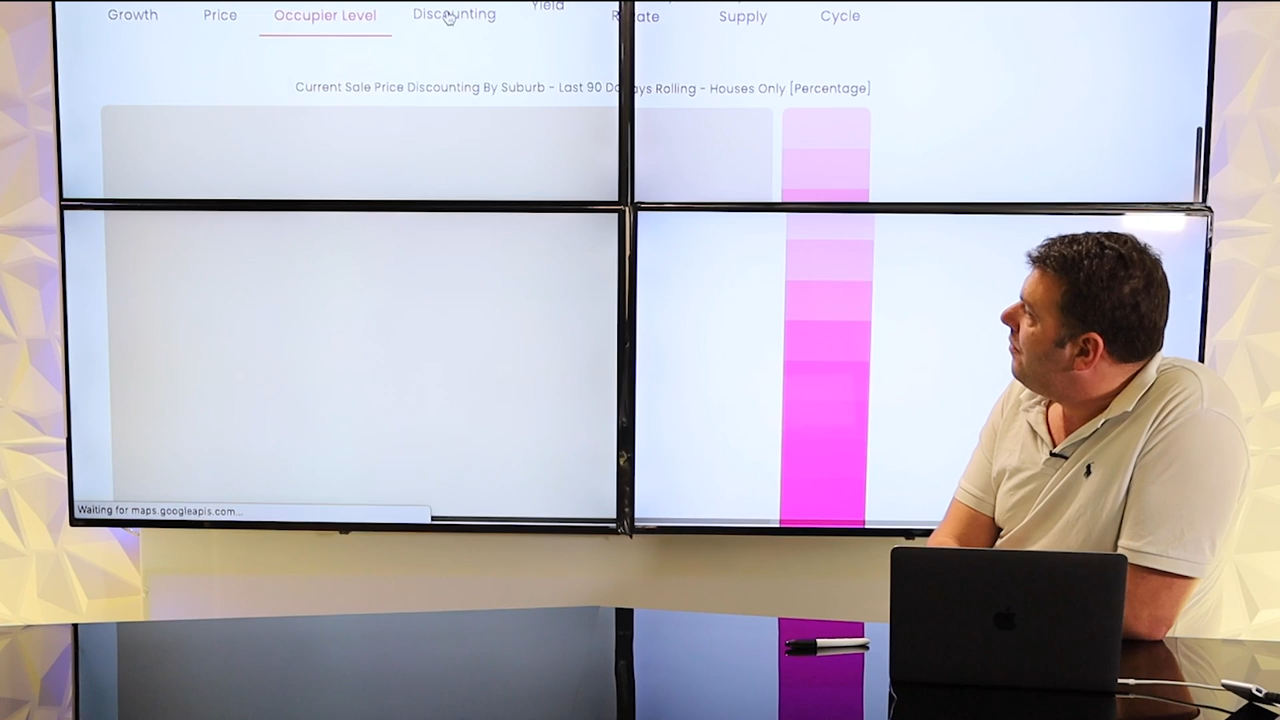 Growth Price Occupier Level Discounting Yield Supply Cycle
Current Sale Price Discounting By Suburb - Last 90 Days Rolling - Houses Only [Percentage]
Waiting for maps.googleapis.com...